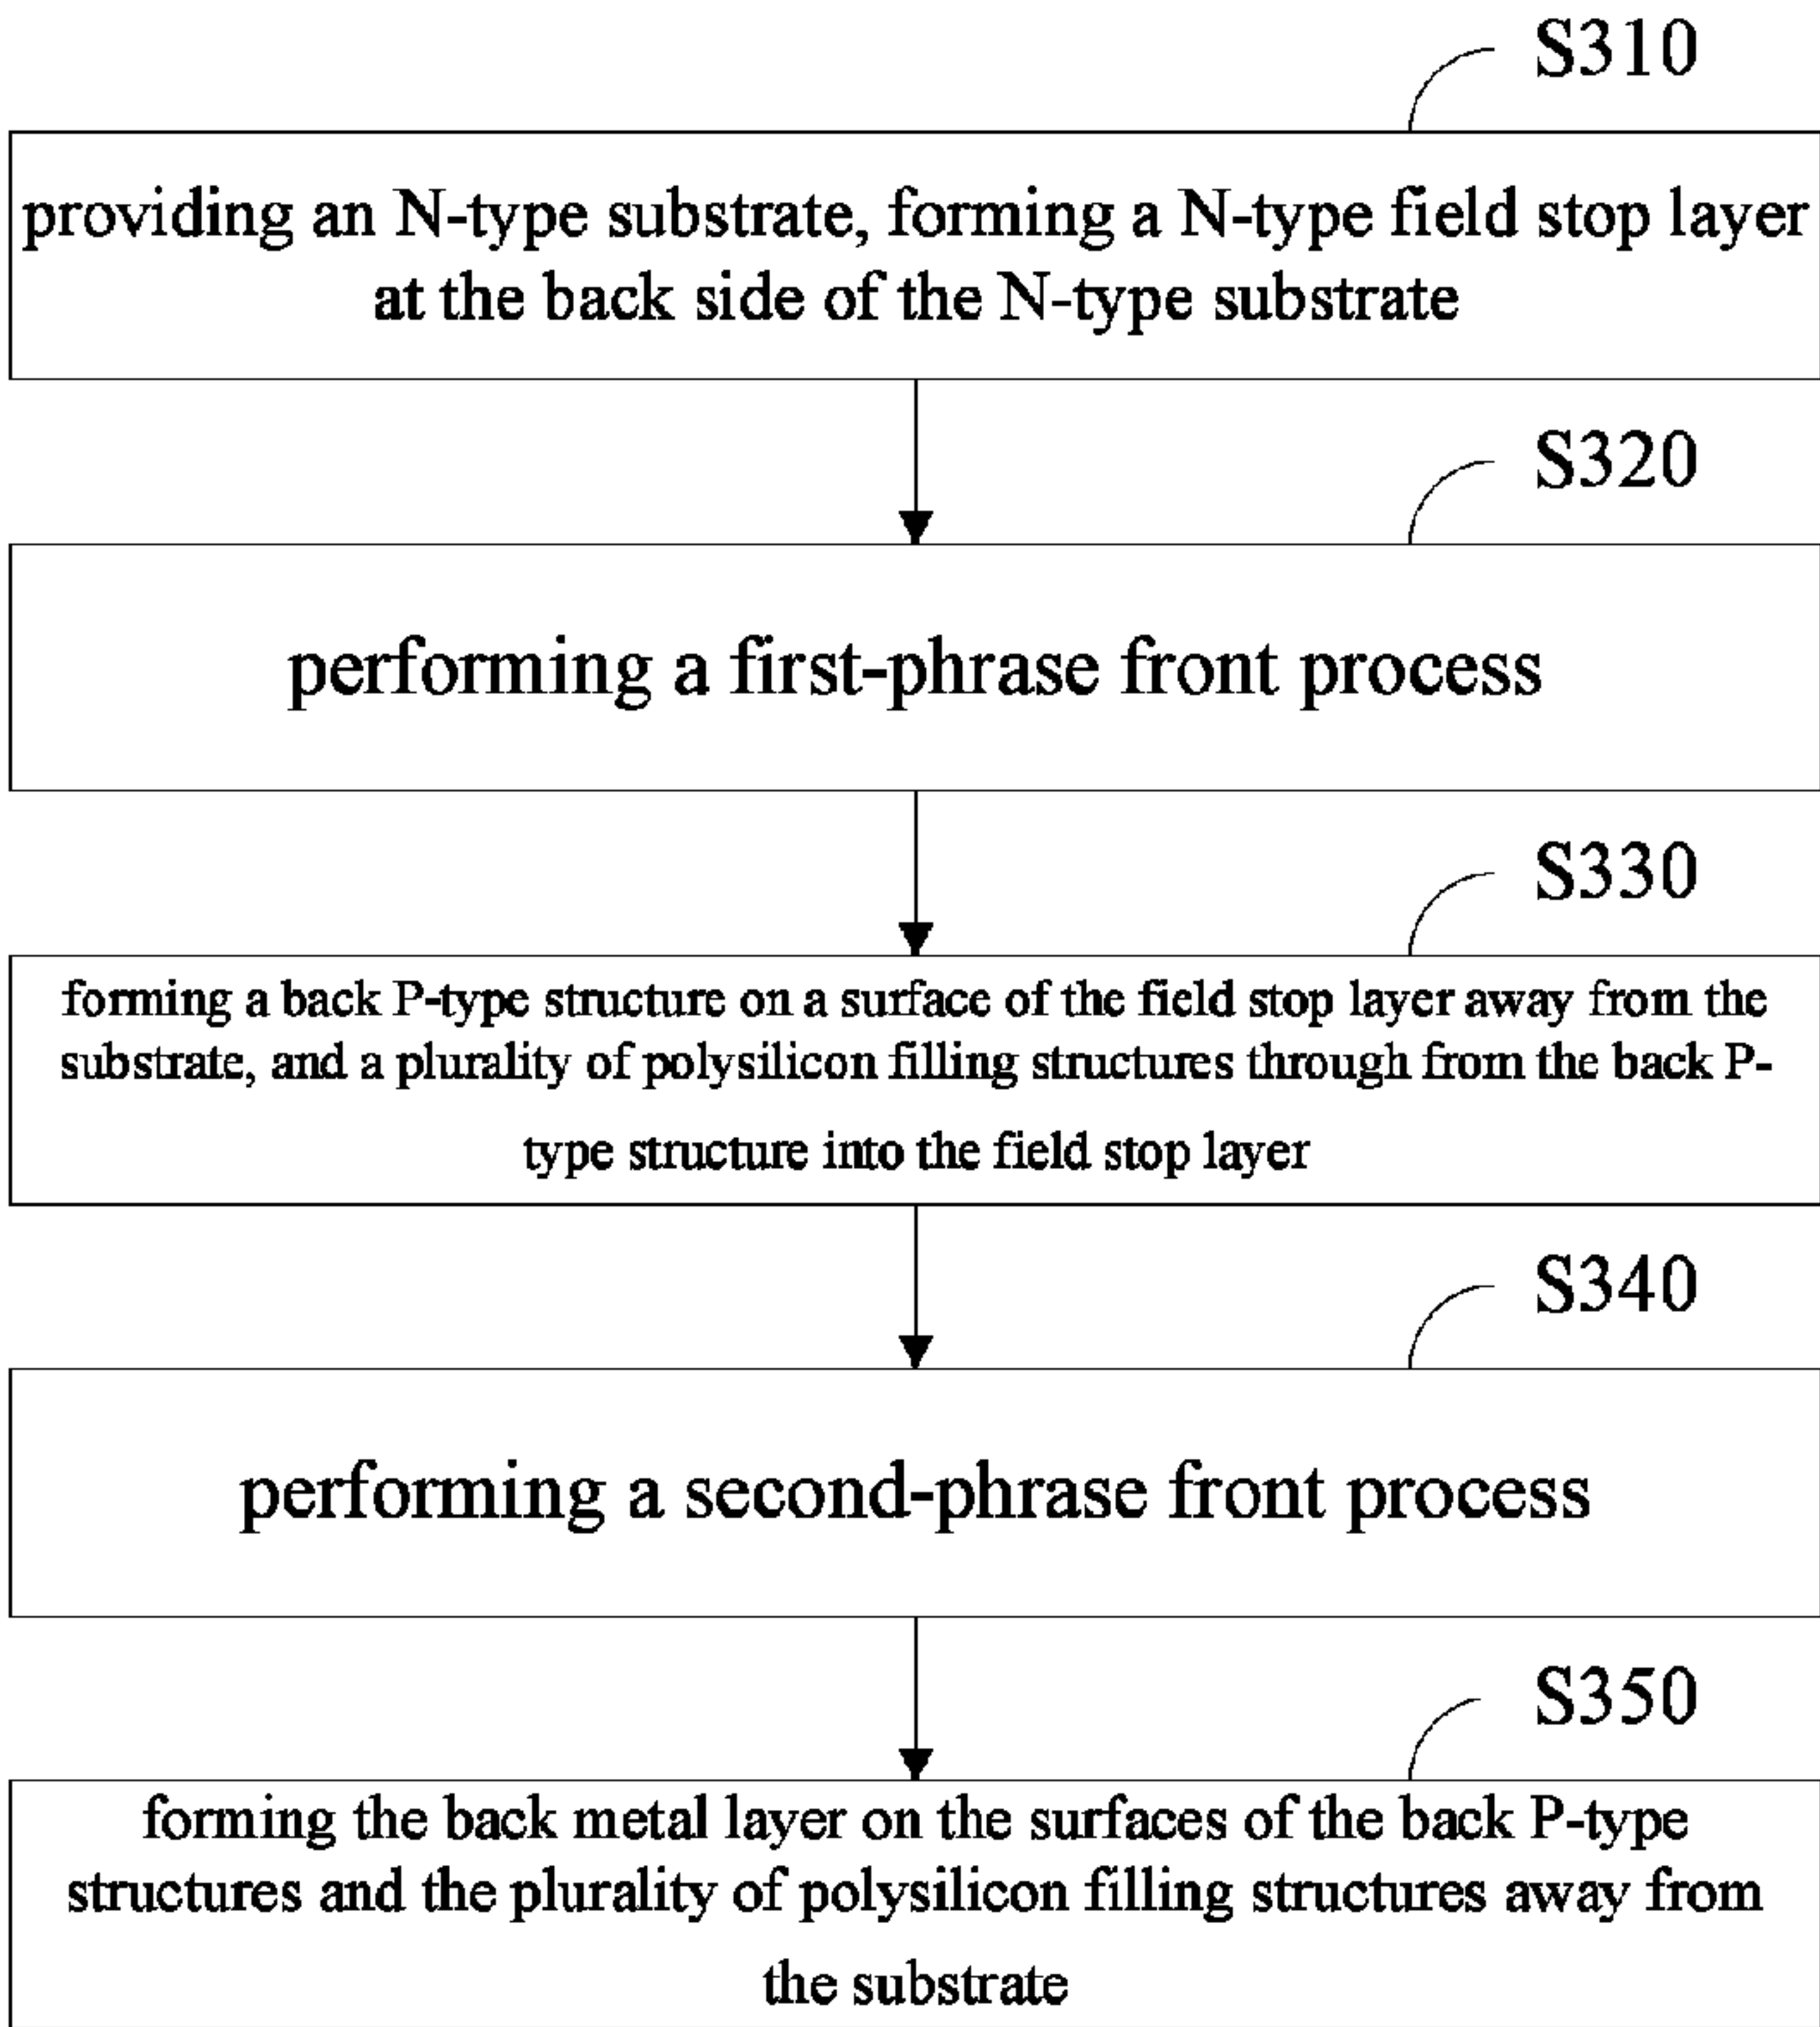 S310
providing an N-type substrate, forming a N-type field stop layer
at the back side of the N-type substrate
S320
performing a first-phrase front process
S330
forming a back P-type structure on a surface of the field stop layer away from the
substrate, and a plurality of polysilicon filling structures through from the back P-
type structure into the field stop layer
S340
performing a second-phrase front process
S350
forming the back metal layer on the surfaces of the back P-type
structures and the plurality of polysilicon filling structures away from
the substrate